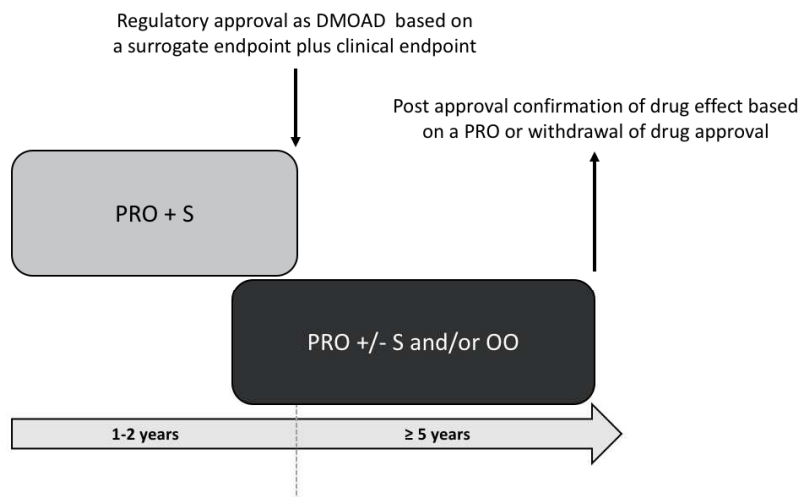 Regulatory approval as DMOAD based on
a surrogate endpoint plus clinical endpoint
Post approval confirmation of drug effect based
on a PRO or withdrawal of drug approval
PRO + S
PRO +/- S and/or OO
1-2 years
≥ 5 years